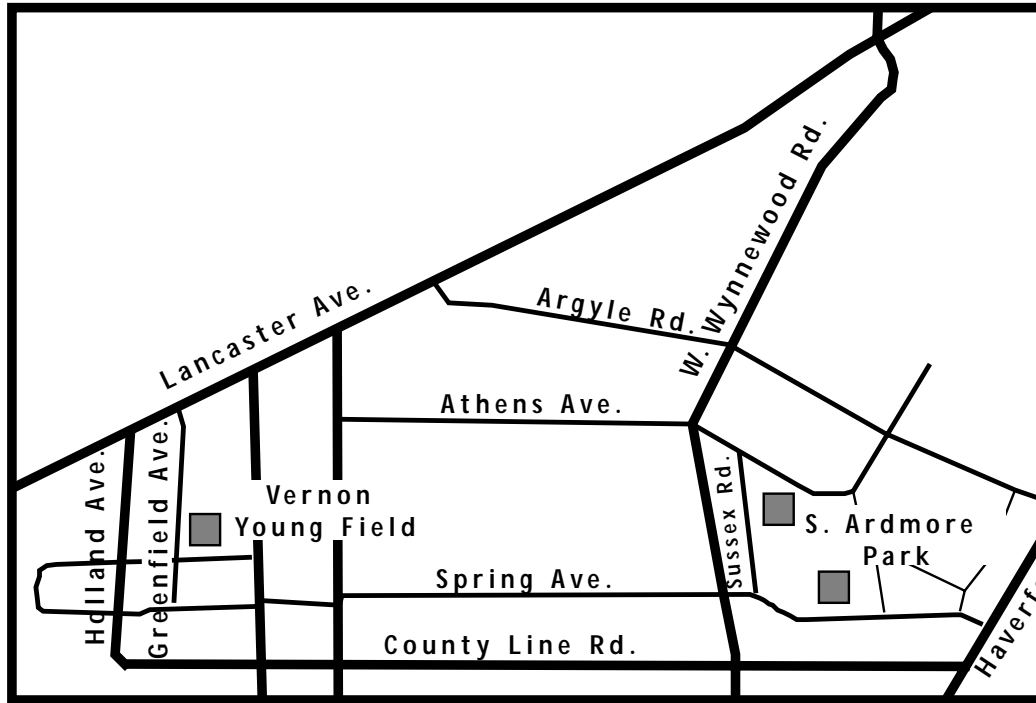 W. Wynnewood Rd.
Lancaster Ave.
Argyle Rd.
Athens Ave.
Holland Ave.
Greenfield Ave.
Vernon
Young Field
Sussex Rd.
S. Ardmore
Park
Spring Ave.
County Line Rd.